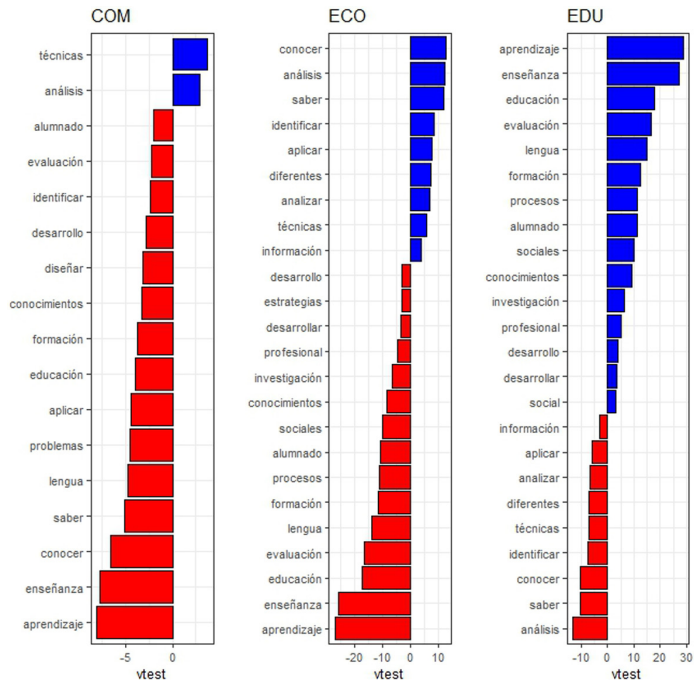 COM
técnicas
análisis
alumnado
evaluación
identificar
desarrollo
diseñar
conocimientos
formación
educación
aplicar
problemas
lengua
saber
conocer
enseñanza
aprendizaje
-5 0
vtest
ECO
conocer
análisis
saber
identificar
aplicar
diferentes
analizar
técnicas
información
desarrollo
estrategias
desarrollar
profesional
investigación
conocimientos
sociales
alumnado
procesos
formación
lengua
evaluación
educación
enseñanza
aprendizaje
-20 -10 0 10
vtest
EDU
aprendizaje
enseñanza
educación
evaluación
lengua
formación
procesos
alumnado
sociales
conocimientos
investigación
profesional
desarrollo
desarrollar
social
información
aplicar
analizar
diferentes
técnicas
identificar
conocer
saber
análisis
-10 0 10 20 30
vtest